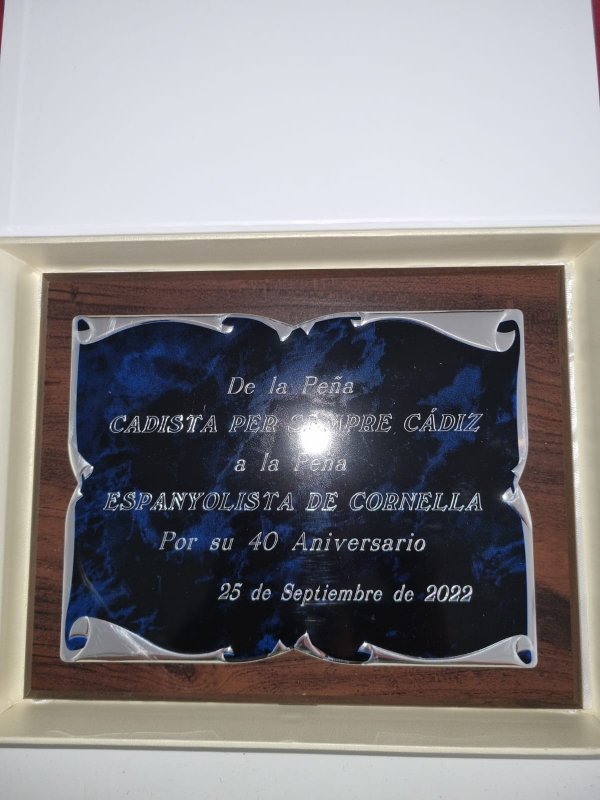 De la Peña
CADISTA PER SEMPRE CÁDIZ
a la Peña
ESPANYOLISTA DE CORNELLA
Por su 40 Aniversario
25 de Septiembre de 2022